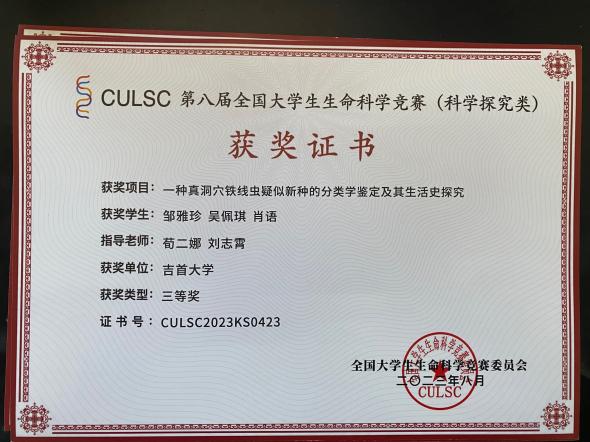 CULSC 第八届全国大学生生命科学竞赛（科学探究类）
获奖证书
获奖项目：一种真洞穴铁线虫疑似新种的分类学鉴定及其生活史探究
获奖学生：邹雅珍 吴佩琪 肖语
指导老师：荀二娜 刘志霄
获奖单位：吉首大学
获奖类型：三等奖
证书号：CULSC2023KS0423
全国大学生生命科学竞赛委员会
二〇二三年八月
CULSC